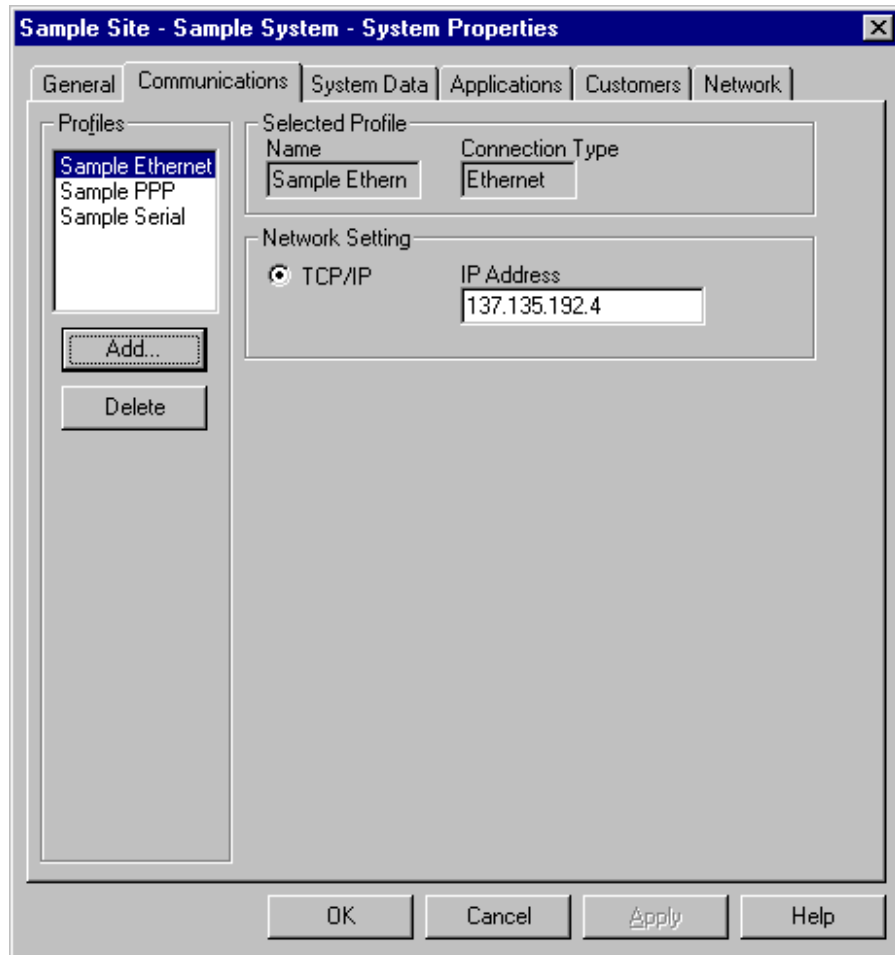 Sample Site - Sample System - System Properties
General Communications System Data Applications Customers Network
Profiles
Sample Ethernet
Sample PPP
Sample Serial
Add...
Delete
Selected Profile
Name Connection Type
Sample Ethern Ethernet
Network Setting
TCP/IP IP Address
137.135.192.4
OK Cancel Apply Help